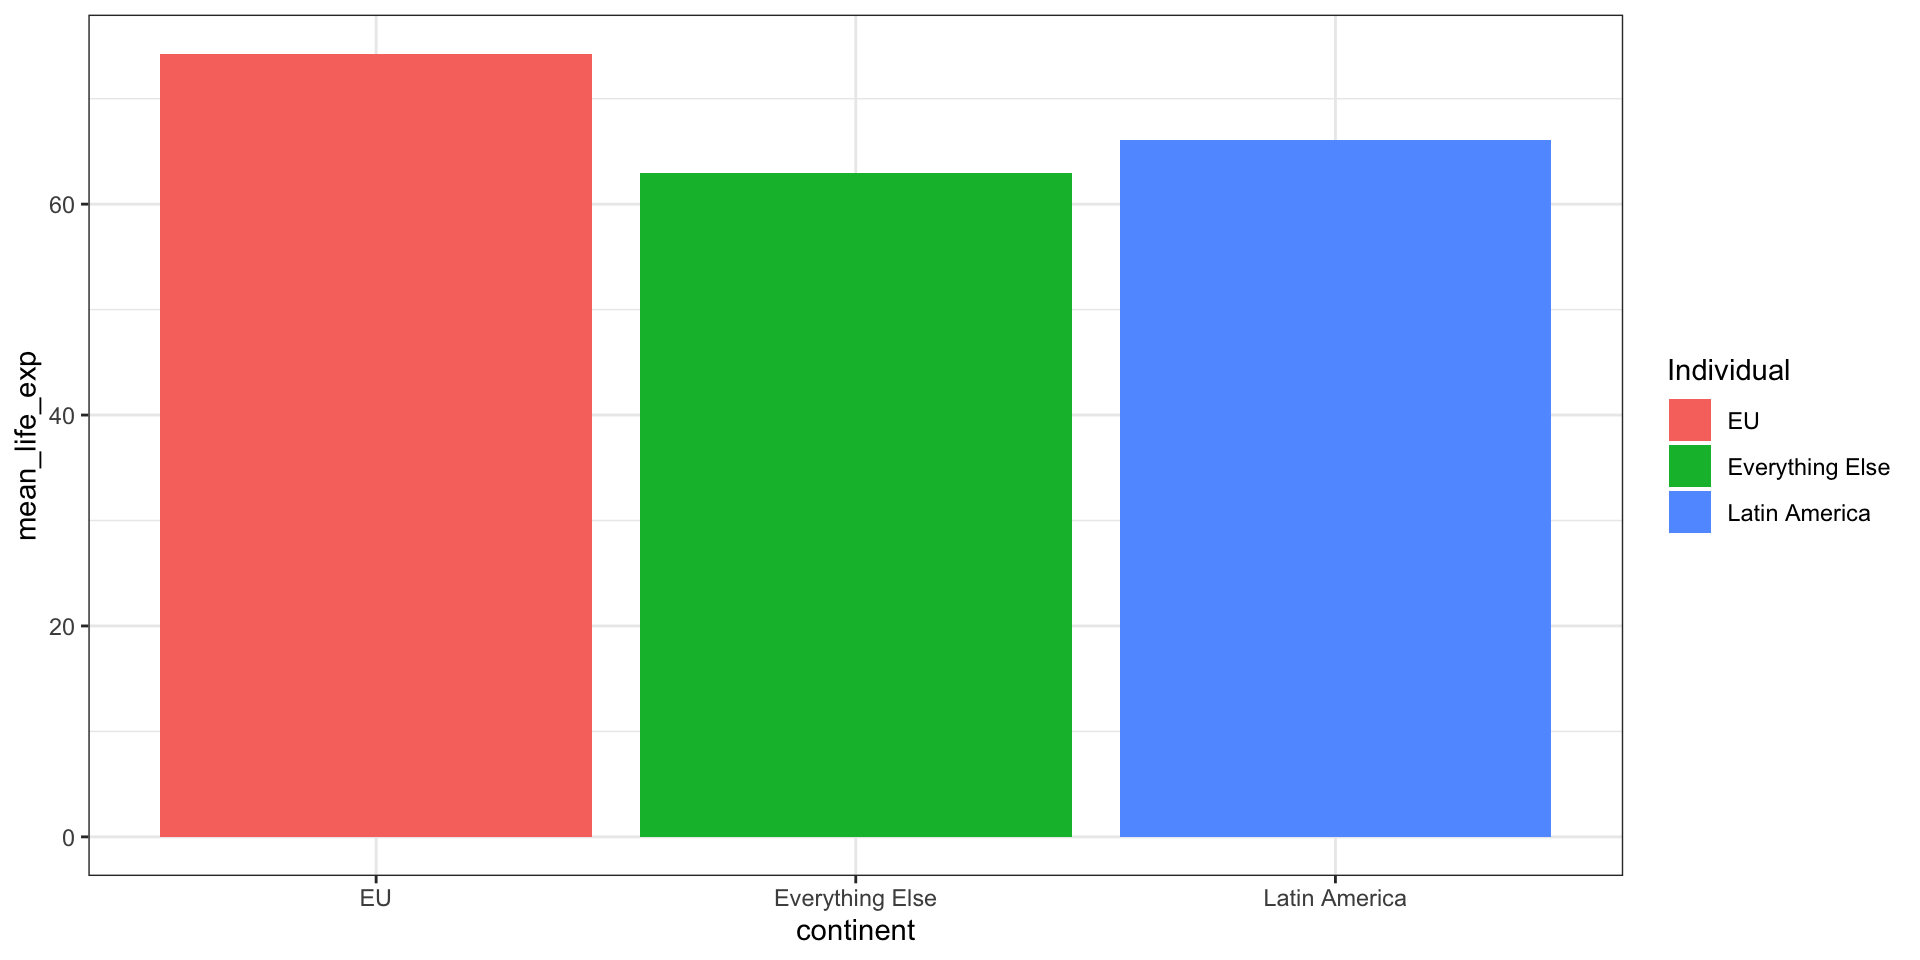 mean_life_exp
60
40
20
0
EU
Everything Else
Latin America
continent
Individual
EU
Everything Else
Latin America